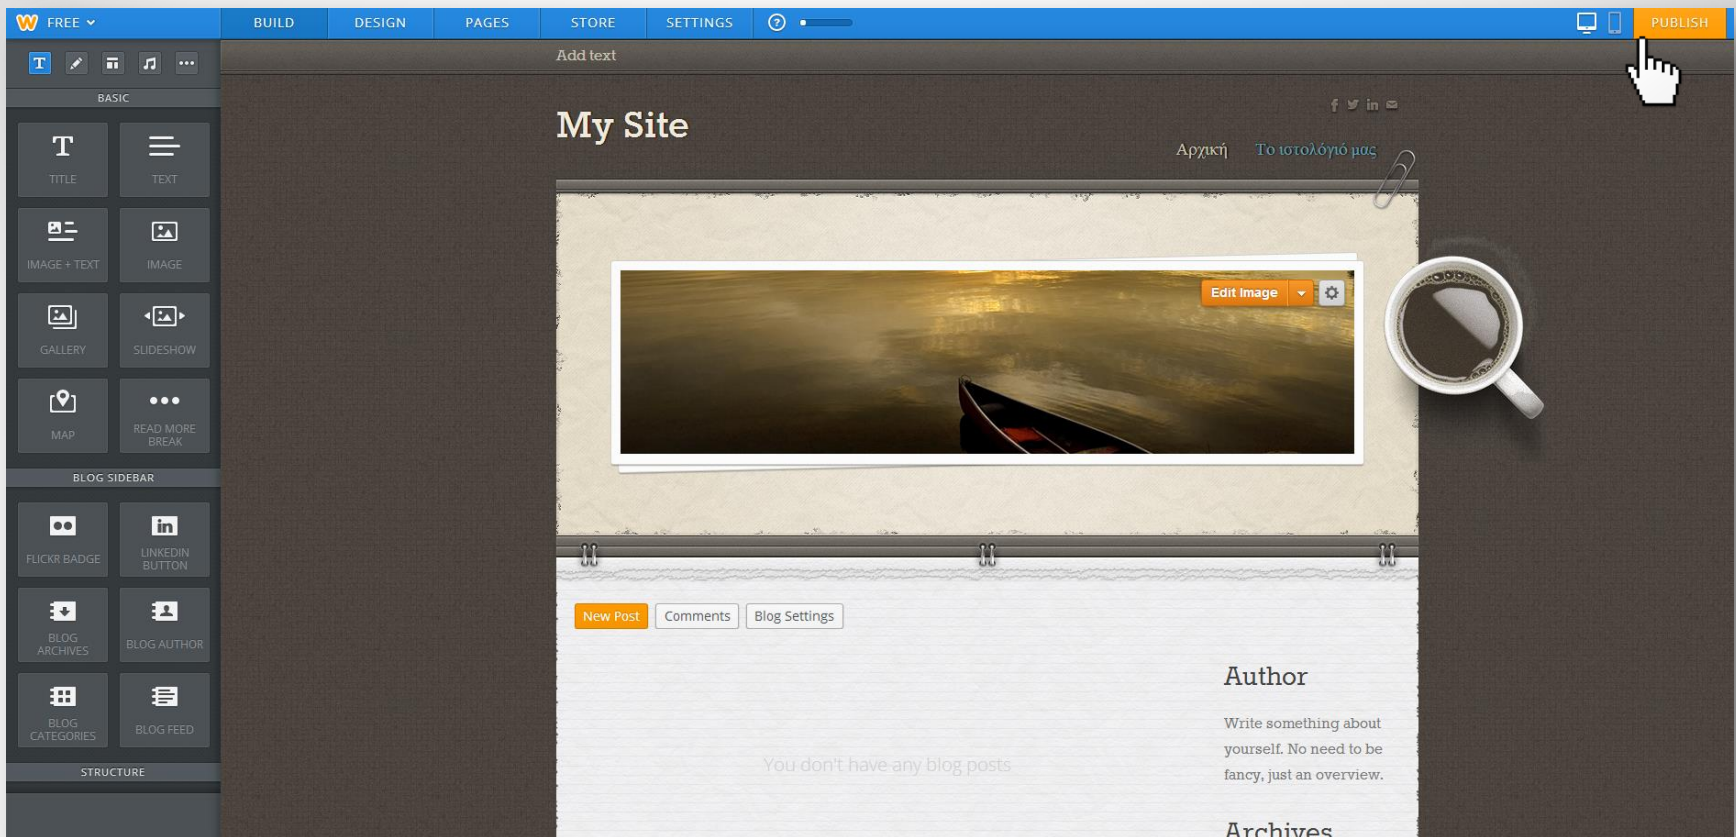 FREE
BUILD
DESIGN
PAGES
STORE
SETTINGS
?
PUBLISH
Add text
T
BASIC
T
TITLE
TEXT
IMAGE + TEXT
IMAGE
GALLERY
SLIDESHOW
MAP
READ MORE
BREAK
BLOG SIDEBAR
FLICKR BADGE
in
LINKEDIN
BUTTON
BLOG
ARCHIVES
BLOG AUTHOR
BLOG
CATEGORIES
BLOG FEED
STRUCTURE
My Site
f in
Αρχική
Το ιστολόγιό μας
Edit Image
New Post
Comments
Blog Settings
You don't have any blog posts
Author
Write something about
yourself. No need to be
fancy, just an overview.
Archives